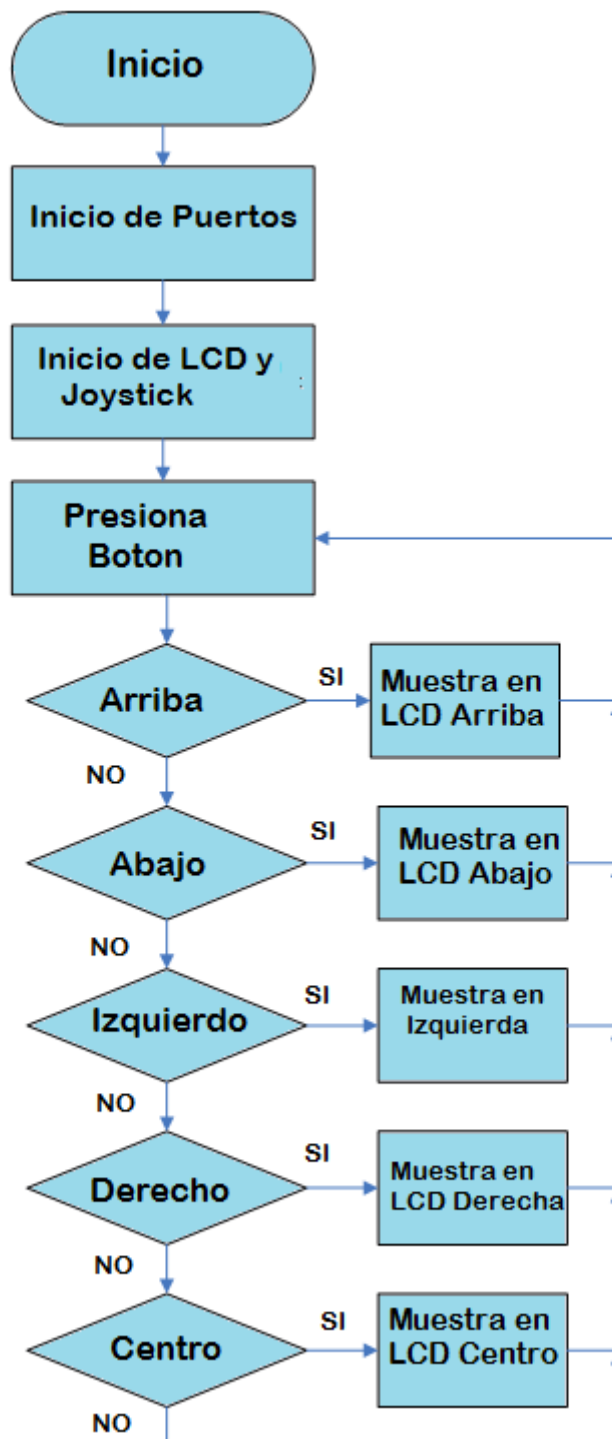 Inicio
Inicio de Puertos
Inicio de LCD y
Joystick
Presiona
Boton
Arriba
SI
Muestra en
LCD Arriba
NO
Abajo
SI
Muestra en
LCD Abajo
NO
Izquierdo
SI
Muestra en
Izquierda
NO
Derecho
SI
Muestra en
LCD Derecha
NO
Centro
SI
Muestra en
LCD Centro
NO